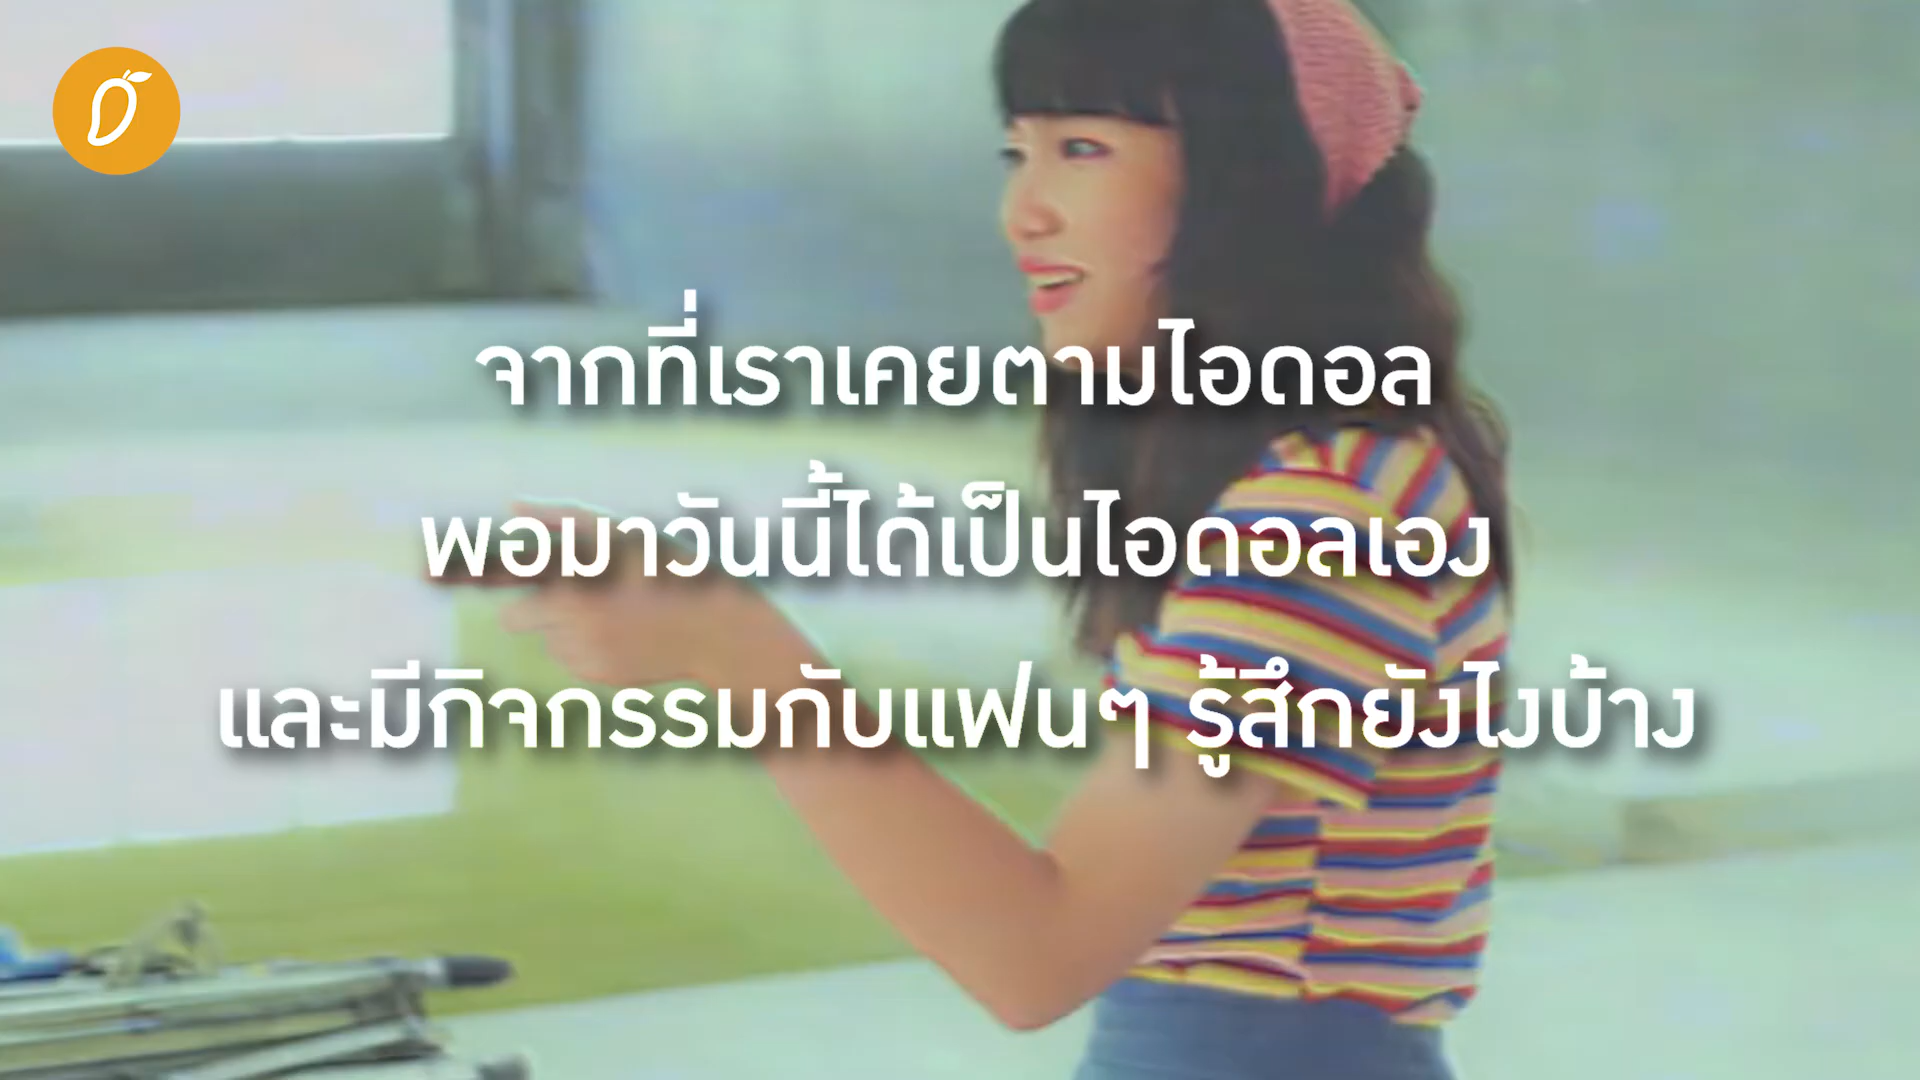 จากที่เราเคยตามไอดอล
พอมาวันนี้ได้เป็นไอดอลเอง
และมีกิจกรรมกับแฟนๆ รู้สึกยังไงบ้าง